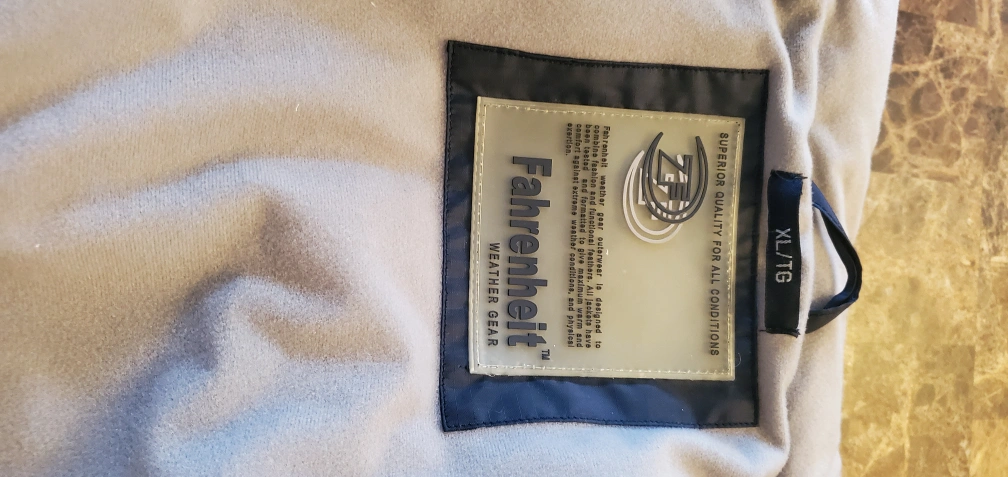 XL/TG
SUPERIOR QUALITY FOR ALL CONDITIONS
Fahrenheit weather gear outerwear is designed to
combine fashion and functional feathers. All jackets have
been tested and formatted to give maximum warm and
comfort against extreme weather conditions, and physical
exertion.
Fahrenheit™
WEATHER GEAR